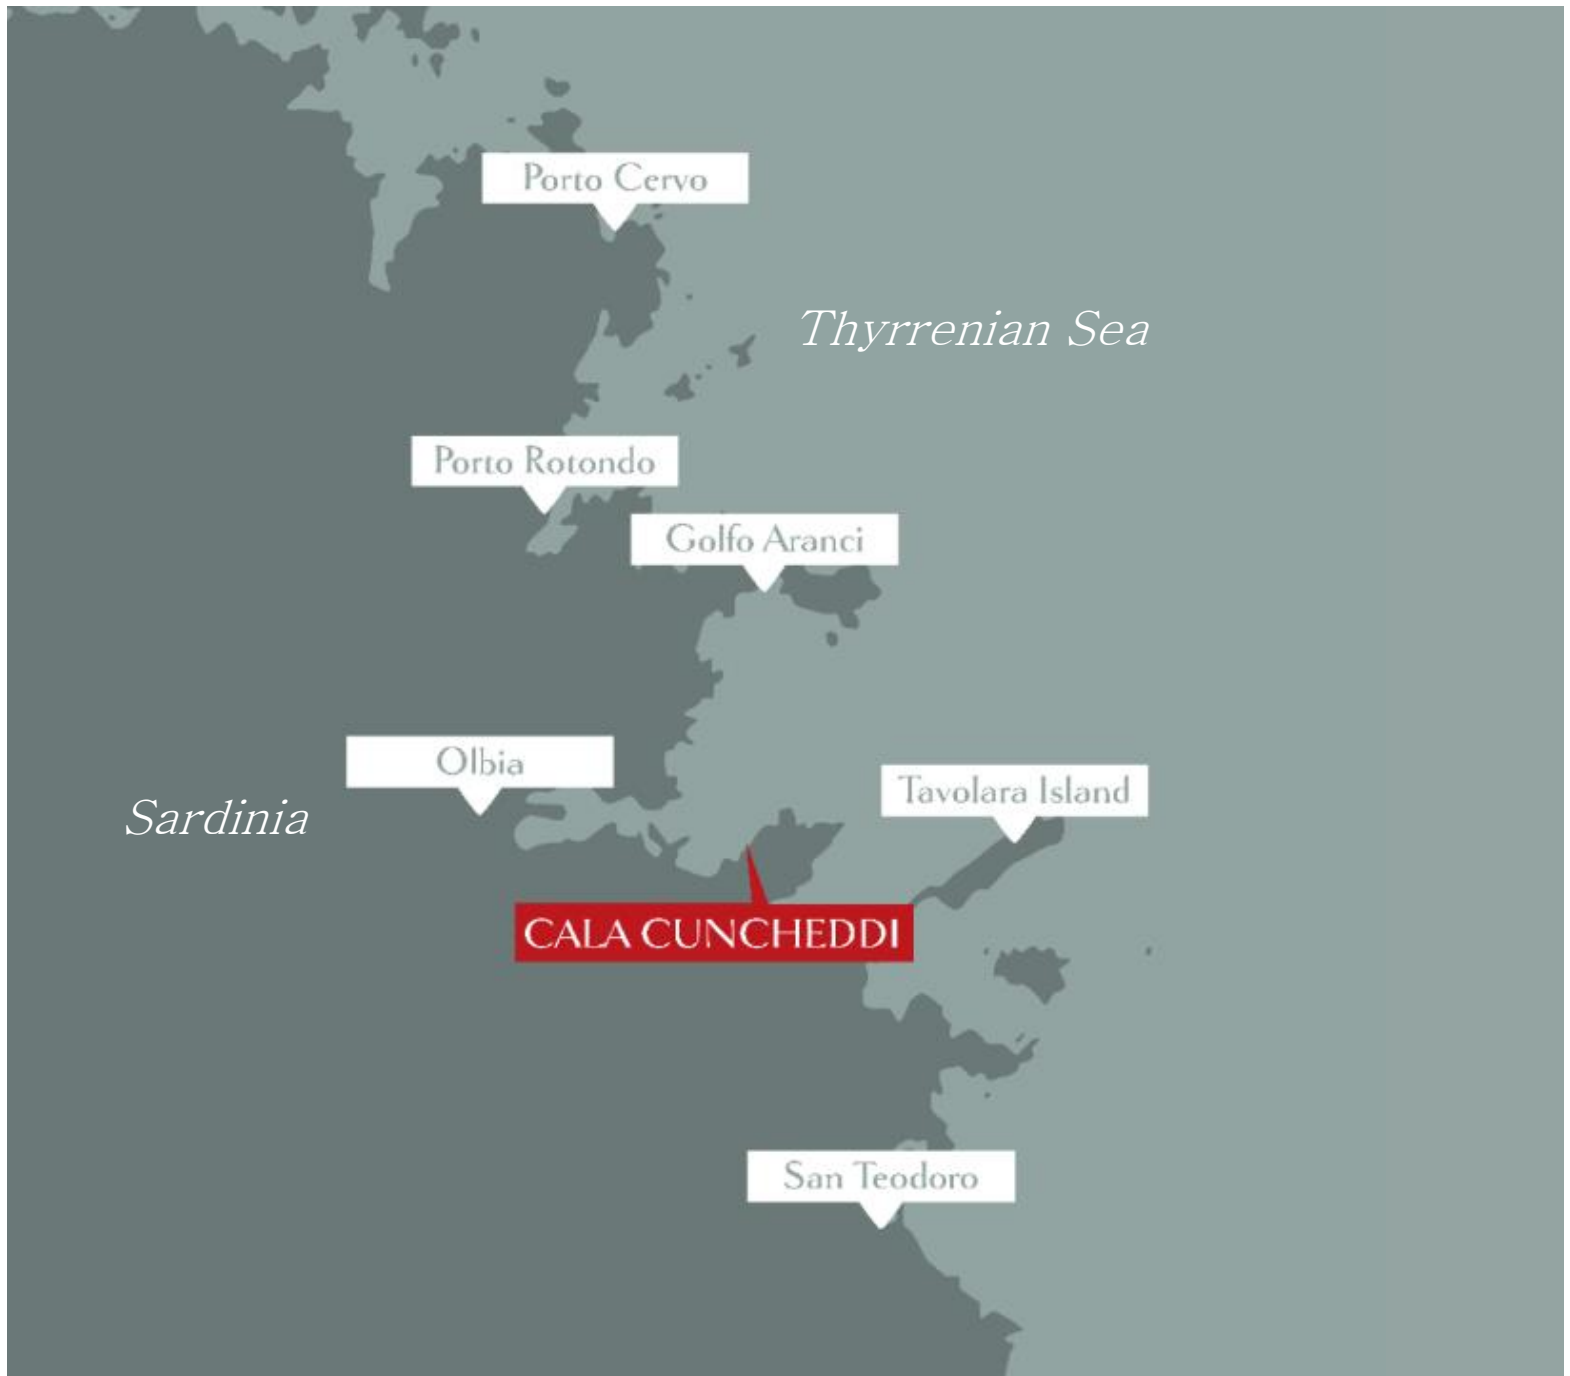 Porto Cervo
Thyrrenian Sea
Porto Rotondo
Golfo Aranci
Olbia
Tavolara Island
Sardinia
CALA CUNCHEDDI
San Teodoro